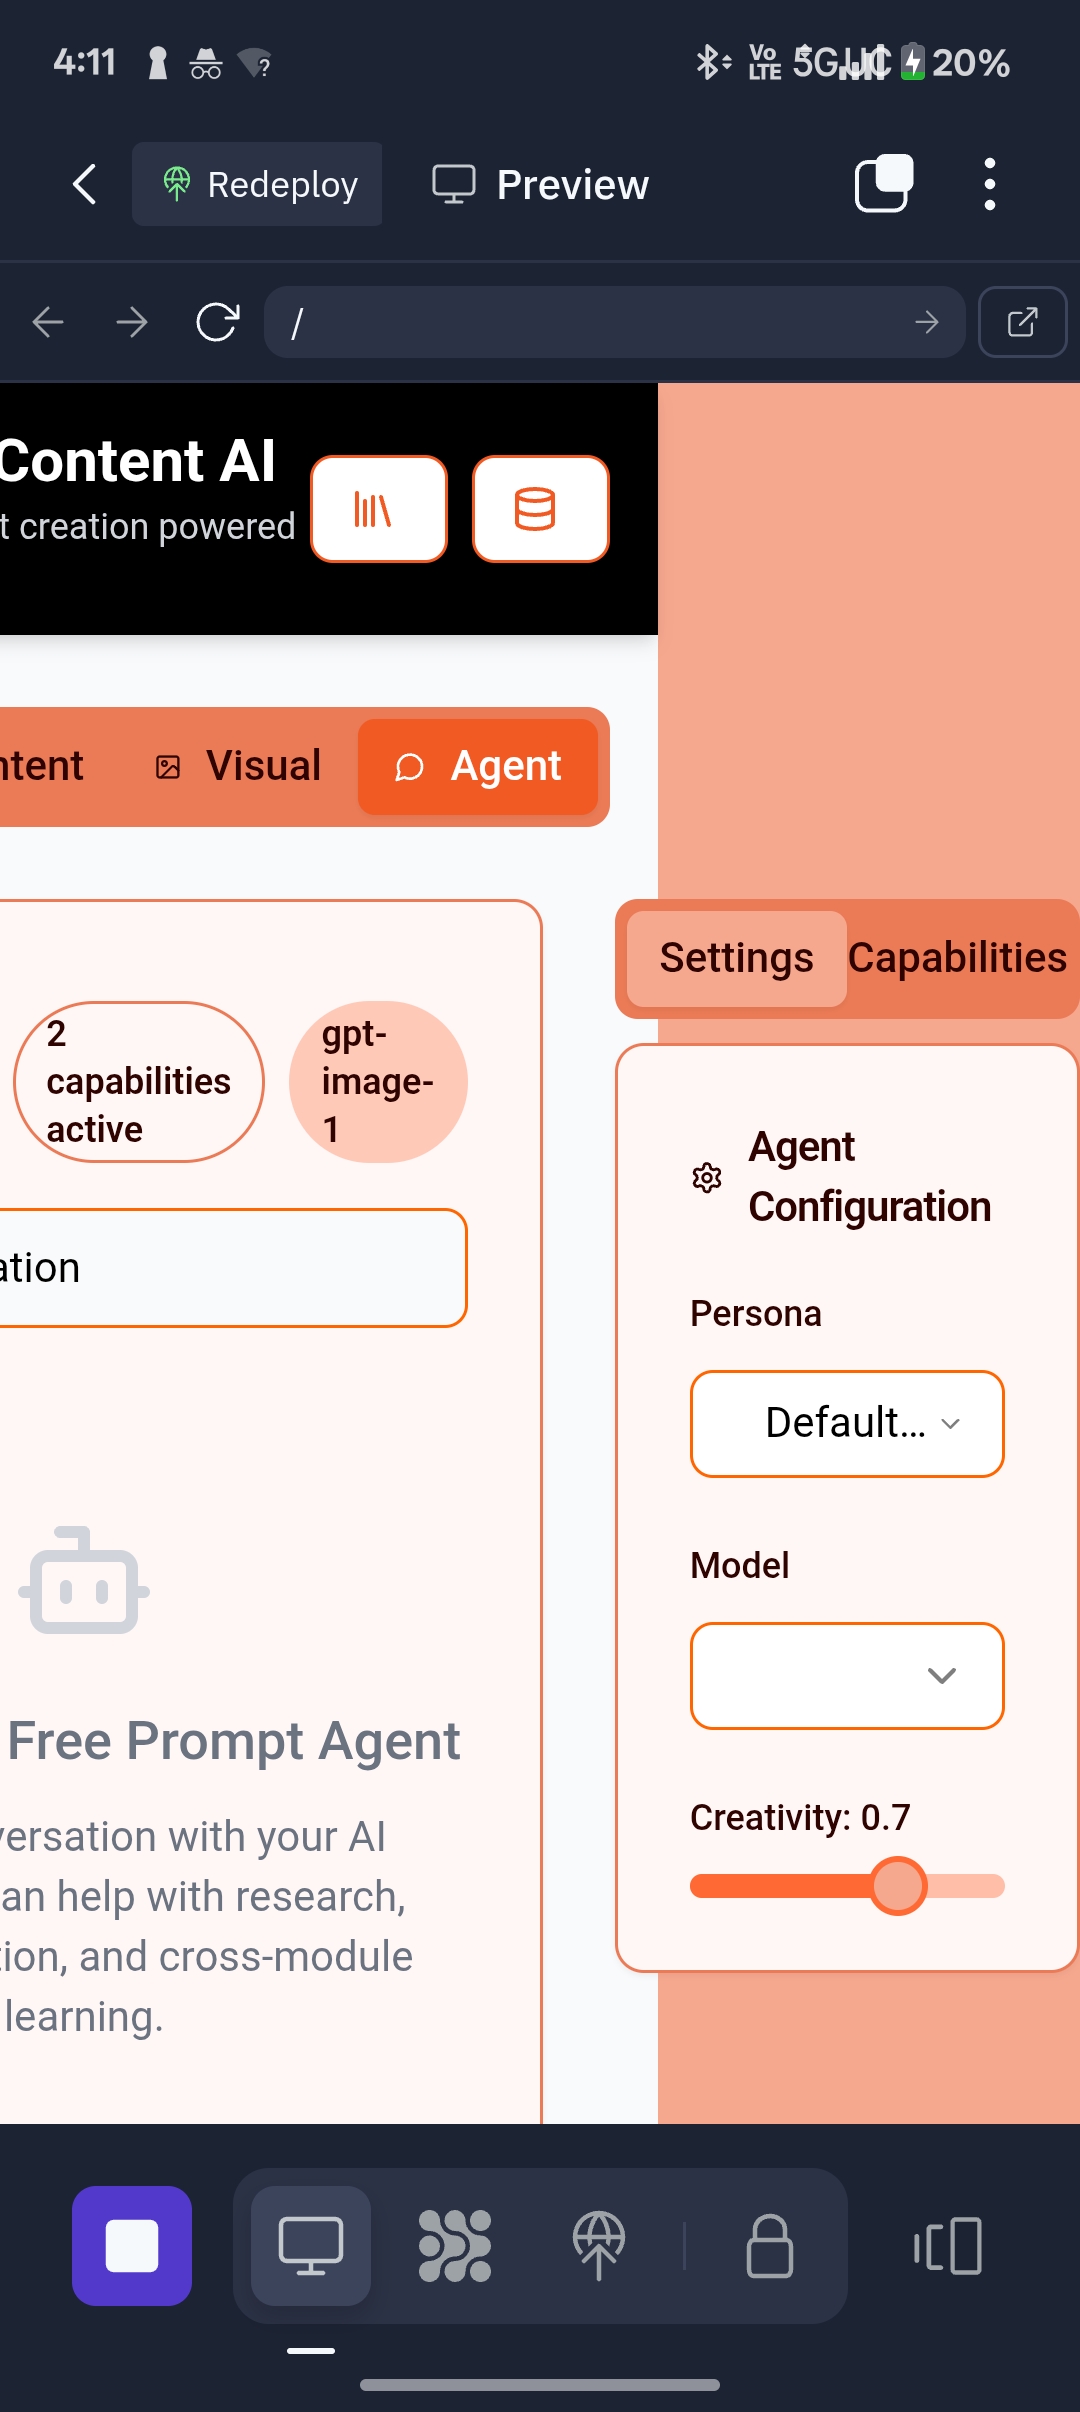 4:11
Vo
LTE
20%
Redeploy
Preview
/
Content AI
t creation powered
ntent
Visual
Agent
Settings
Capabilities
2
capabilities
active
gpt-
image-
1
Agent
Configuration
ation
Persona
Default...
Model
Free Prompt Agent
Creativity: 0.7
versation with your AI
an help with research,
tion, and cross-module
learning.